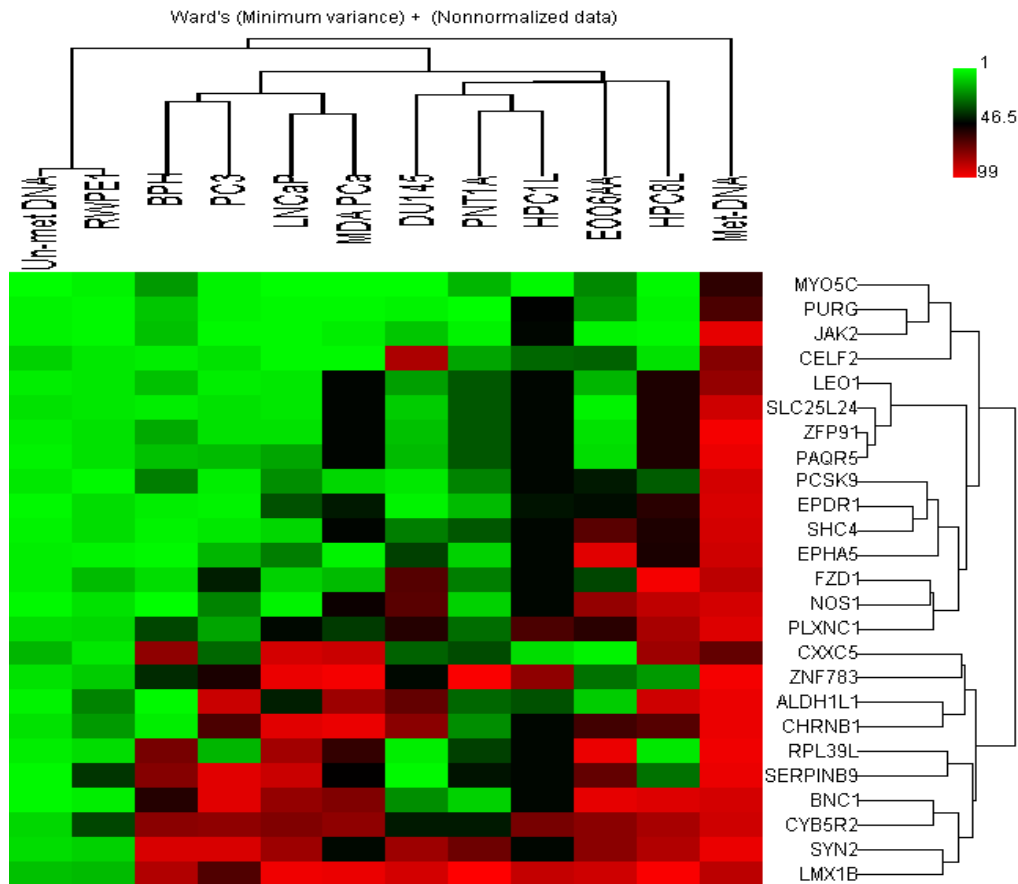 Ward's (Minimum variance) + (Nonnormalized data)
1
46.5
99
Un-met DNA
RWPE1
BPH
PC3
LNCaP
MDA PCa
DU145
PNT1A
HPC1L
EOO6AA
HPC8L
Met-DNA
MYO5C
PURG
JAK2
CELF2
LEO1
SLC25L24
ZFP91
PAQR5
PCSK9
EPDR1
SHC4
EPHA5
FZD1
NOS1
PLXNC1
CXXC5
ZNF783
ALDH1L1
CHRNB1
RPL39L
SERPINB9
BNC1
CYB5R2
SYN2
LMX1B